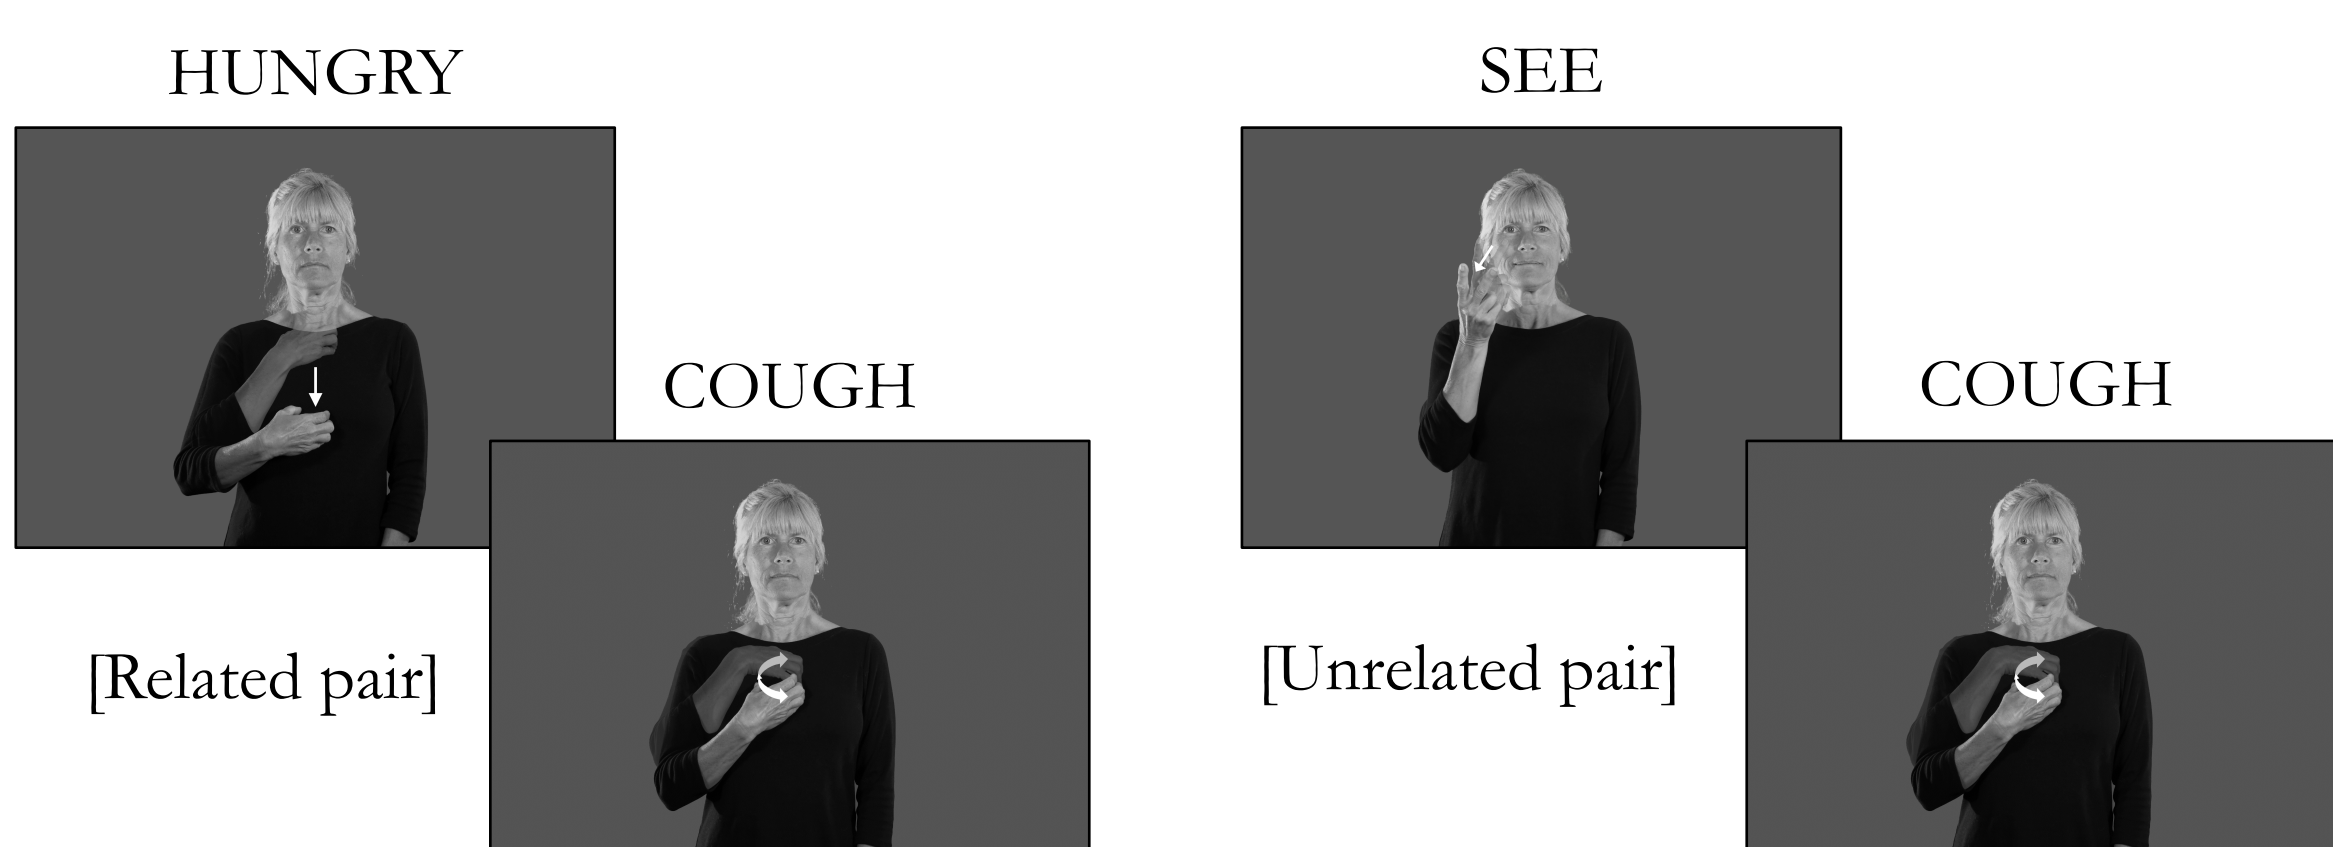 HUNGRY
COUGH
[Related pair]
SEE
COUGH
[Unrelated pair]